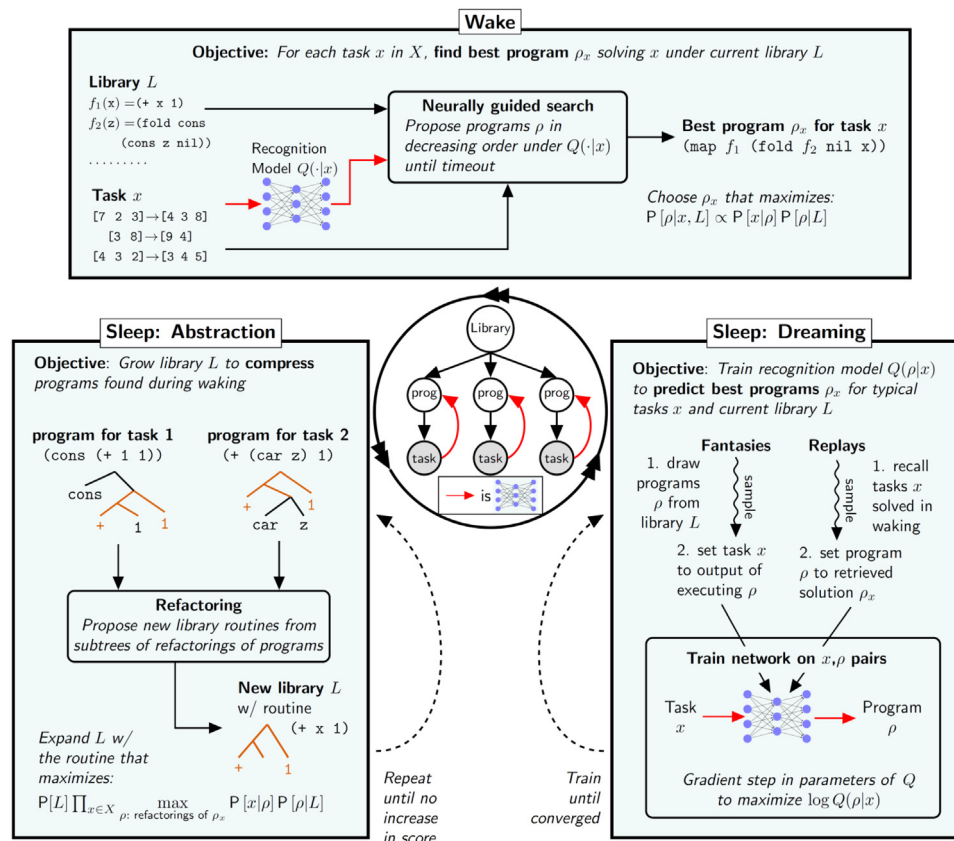 Wake
Objective: For each task x in X, find best program ρ_x solving x under current library L
Library L
f₁(x) =(+ x 1)
f₂(z) =(fold cons
(cons z nil))
.........
Recognition
Model Q(·|x)
Task x
[7 2 3]→[4 3 8]
[3 8]→[9 4]
[4 3 2]→[3 4 5]
Neurally guided search
Propose programs ρ in
decreasing order under Q(·|x)
until timeout
Best program ρ_x for task x
(map f₁ (fold f₂ nil x))
Choose ρ_x that maximizes:
P[ρ|x, L] ∝ P[x|ρ] P[ρ|L]
Library
prog
prog
prog
task
task
task
is
Sleep: Abstraction
Objective: Grow library L to compress
programs found during waking
program for task 1
(cons (+ 1 1))
cons
+
1
1
program for task 2
(+ (car z) 1)
+
car
z
1
Refactoring
Propose new library routines from
subtrees of refactorings of programs
New library L
w/ routine
(+ x 1)
+
1
Expand L w/
the routine that
maximizes:
P[L] ∏_{x∈X} max_{ρ: refactorings of ρ_x} P[x|ρ] P[ρ|L]
Repeat
until no
increase
in score
Train
until
converged
Sleep: Dreaming
Objective: Train recognition model Q(ρ|x)
to predict best programs ρ_x for typical
tasks x and current library L
Fantasies
1. draw
programs
ρ from
library L
sample
2. set task x
to output of
executing ρ
Replays
1. recall
tasks x
solved in
waking
sample
2. set program
ρ to retrieved
solution ρ_x
Train network on x,ρ pairs
Task
x
Program
ρ
Gradient step in parameters of Q
to maximize log Q(ρ|x)